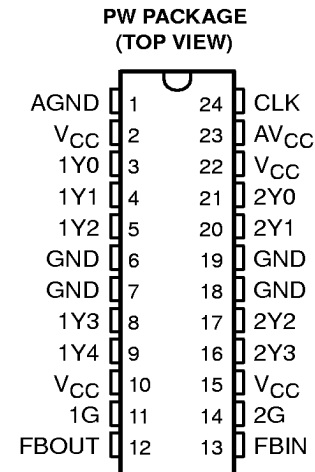 PW PACKAGE
(TOP VIEW)
AGND 1 24 CLK
VCC 2 23 AVCC
1Y0 3 22 VCC
1Y1 4 21 2Y0
1Y2 5 20 2Y1
GND 6 19 GND
GND 7 18 GND
1Y3 8 17 2Y2
1Y4 9 16 2Y3
VCC 10 15 VCC
1G 11 14 2G
FBOUT 12 13 FBIN